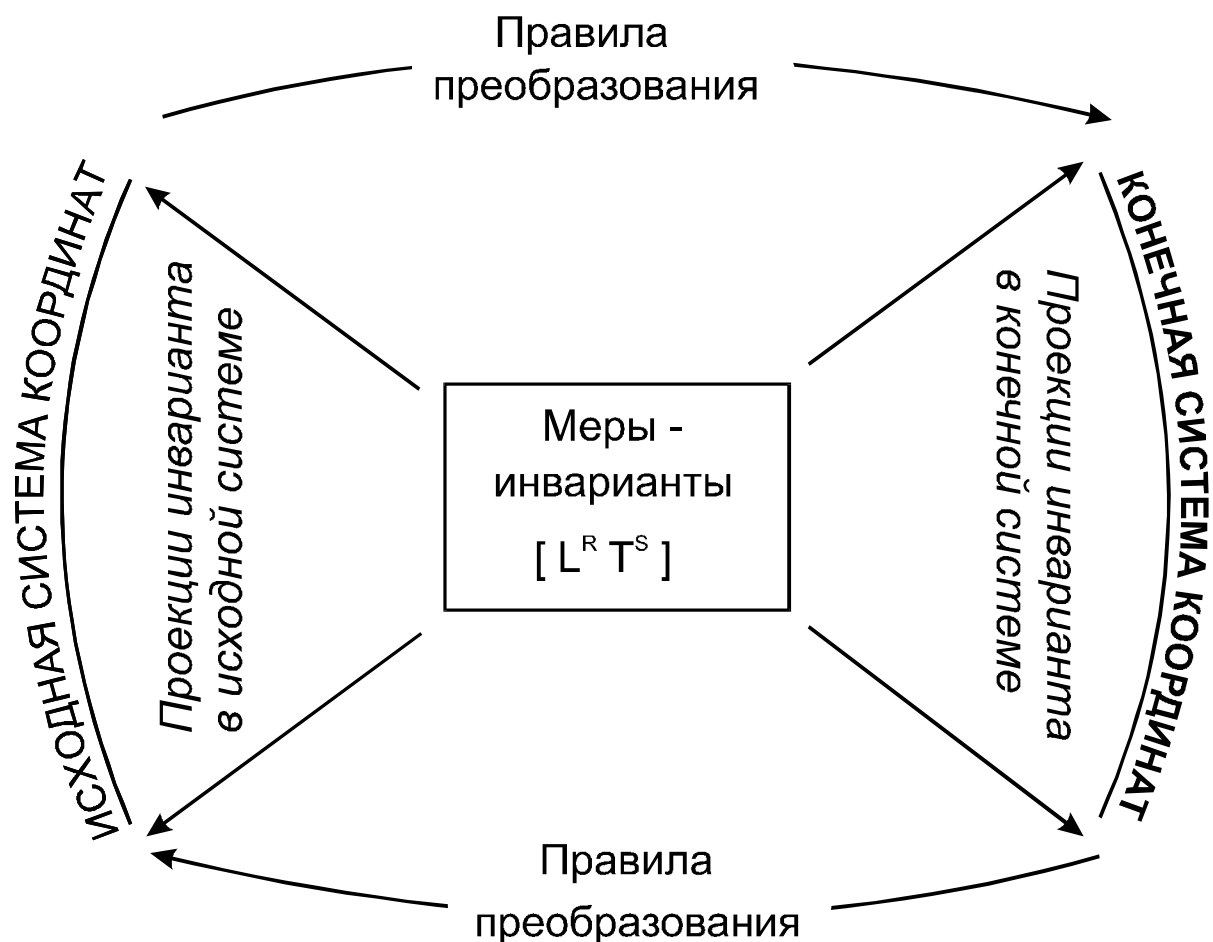 Правила
преобразования
ИСХОДНАЯ СИСТЕМА КООРДИНАТ
Проекции инварианта
в исходной системе
Меры -
инварианты
[ L^R T^S ]
Проекции инварианта
в конечной системе
КОНЕЧНАЯ СИСТЕМА КООРДИНАТ
Правила
преобразования